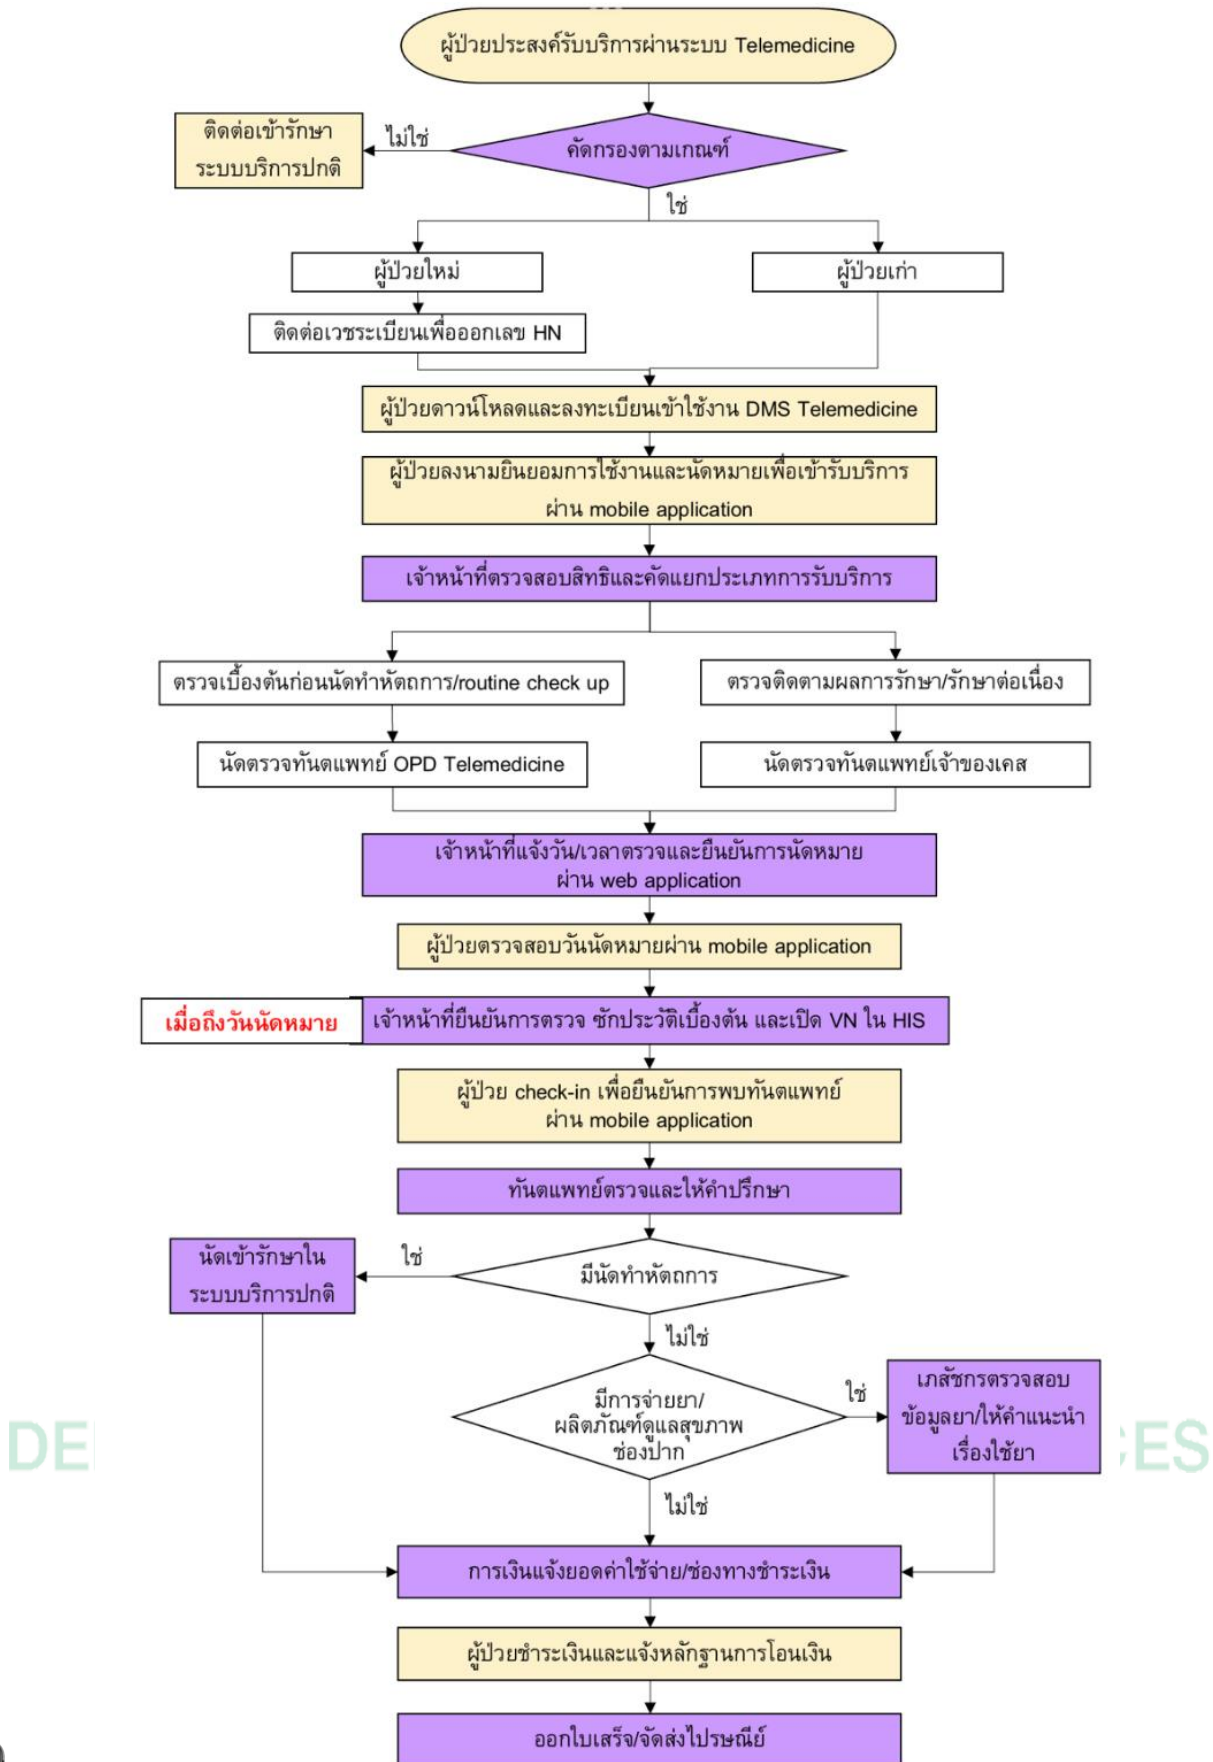 ผู้ป่วยประสงค์รับบริการผ่านระบบ Telemedicine
ติดต่อเข้ารักษา
ระบบบริการปกติ
ไม่ใช่
คัดกรองตามเกณฑ์
ใช่
ผู้ป่วยใหม่
ผู้ป่วยเก่า
ติดต่อเวชระเบียนเพื่อออกเลข HN
ผู้ป่วยดาวน์โหลดและลงทะเบียนเข้าใช้งาน DMS Telemedicine
ผู้ป่วยลงนามยินยอมการใช้งานและนัดหมายเพื่อเข้ารับบริการ
ผ่าน mobile application
เจ้าหน้าที่ตรวจสอบสิทธิและคัดแยกประเภทการรับบริการ
ตรวจเบื้องต้นก่อนนัดทำหัตถการ/routine check up
ตรวจติดตามผลการรักษา/รักษาต่อเนื่อง
นัดตรวจทันตแพทย์ OPD Telemedicine
นัดตรวจทันตแพทย์เจ้าของเคส
เจ้าหน้าที่แจ้งวัน/เวลาตรวจและยืนยันการนัดหมาย
ผ่าน web application
ผู้ป่วยตรวจสอบวันนัดหมายผ่าน mobile application
เมื่อถึงวันนัดหมาย
เจ้าหน้าที่ยืนยันการตรวจ ซักประวัติเบื้องต้น และเปิด VN ใน HIS
ผู้ป่วย check-in เพื่อยืนยันการพบทันตแพทย์
ผ่าน mobile application
ทันตแพทย์ตรวจและให้คำปรึกษา
นัดเข้ารักษาใน
ระบบบริการปกติ
ใช่
มีนัดทำหัตถการ
ไม่ใช่
มีการจ่ายยา/
ผลิตภัณฑ์ดูแลสุขภาพ
ช่องปาก
ใช่
เภสัชกรตรวจสอบ
ข้อมูลยา/ให้คำแนะนำ
เรื่องใช้ยา
DE
CES
ไม่ใช่
การเงินแจ้งยอดค่าใช้จ่าย/ช่องทางชำระเงิน
ผู้ป่วยชำระเงินและแจ้งหลักฐานการโอนเงิน
ออกใบเสร็จ/จัดส่งไปรษณีย์